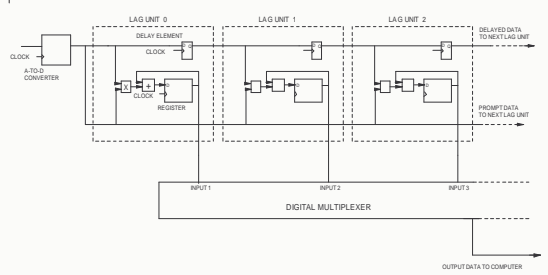 LAG UNIT 0
LAG UNIT 1
LAG UNIT 2
DELAY ELEMENT
CLOCK
D Q
D Q
D Q
DELAYED DATA
TO NEXT LAG UNIT
CLOCK
A-TO-D
CONVERTER
X
+
D
D
D
CLOCK
REGISTER
PROMPT DATA
TO NEXT LAG UNIT
INPUT 1
INPUT 2
INPUT 3
DIGITAL MULTIPLEXER
OUTPUT DATA TO COMPUTER